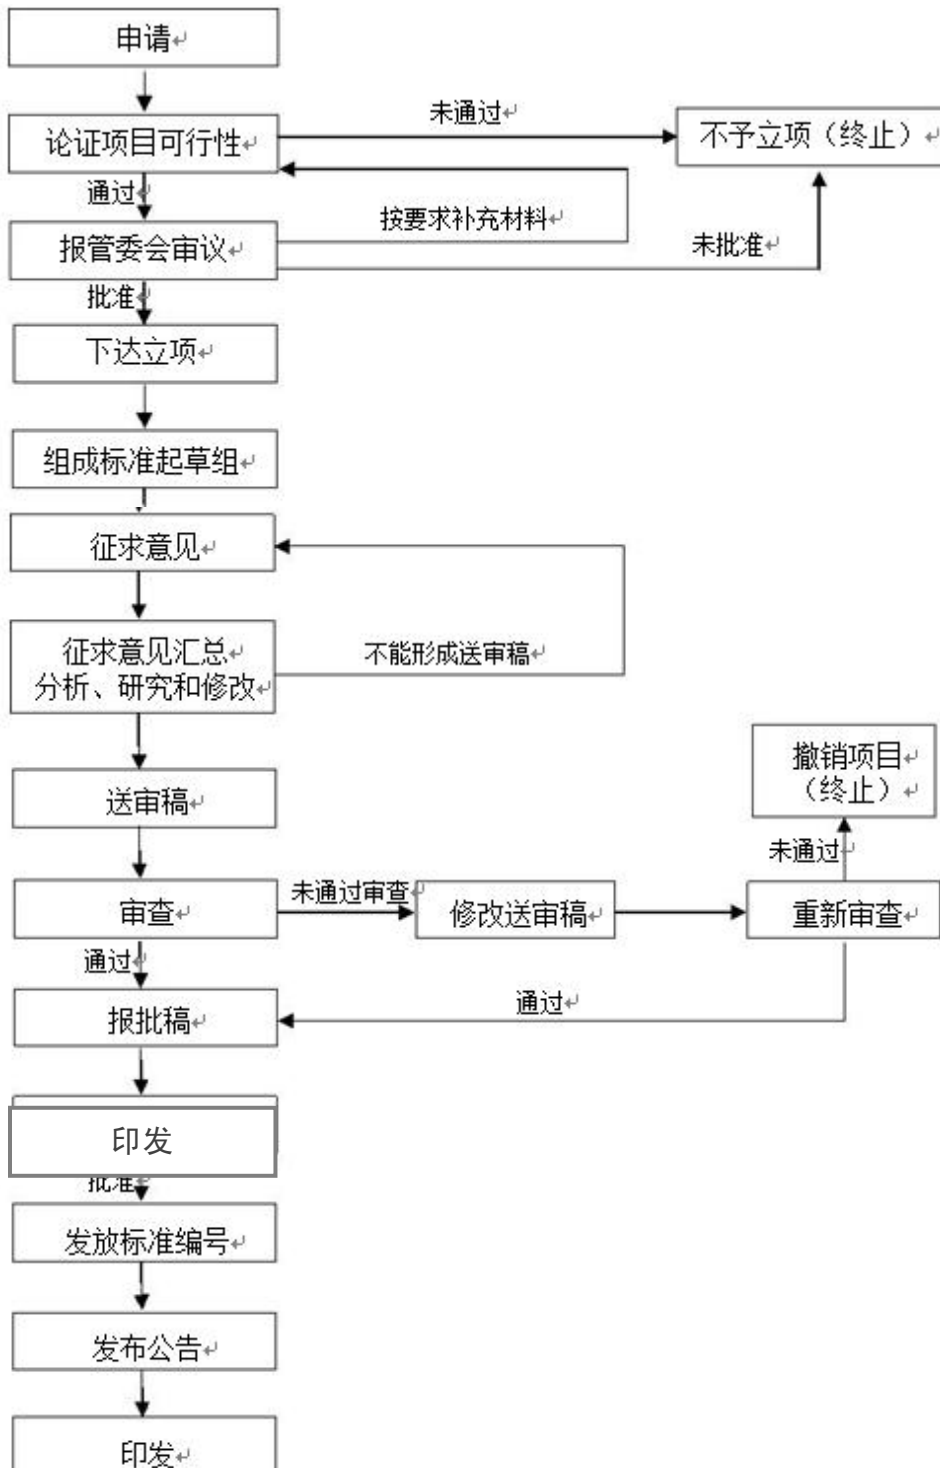 申请
未通过
论证项目可行性
不予立项（终止）
通过
按要求补充材料
报管委会审议
未批准
批准
下达立项
组成标准起草组
征求意见
征求意见汇总
分析、研究和修改
不能形成送审稿
撤销项目
（终止）
送审稿
未通过
未通过审查
审查
修改送审稿
重新审查
通过
报批稿
通过
印发
批准
发放标准编号
发布公告
印发